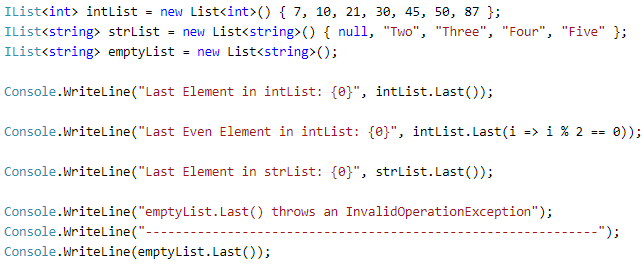 IList<int> intList = new List<int>() { 7, 10, 21, 30, 45, 50, 87 };
IList<string> strList = new List<string>() { null, "Two", "Three", "Four", "Five" };
IList<string> emptyList = new List<string>();
Console.WriteLine("Last Element in intList: {0}", intList.Last());
Console.WriteLine("Last Even Element in intList: {0}", intList.Last(i => i % 2 == 0));
Console.WriteLine("Last Element in strList: {0}", strList.Last());
Console.WriteLine("emptyList.Last() throws an InvalidOperationException");
Console.WriteLine("-----------------------------------------------------------");
Console.WriteLine(emptyList.Last());